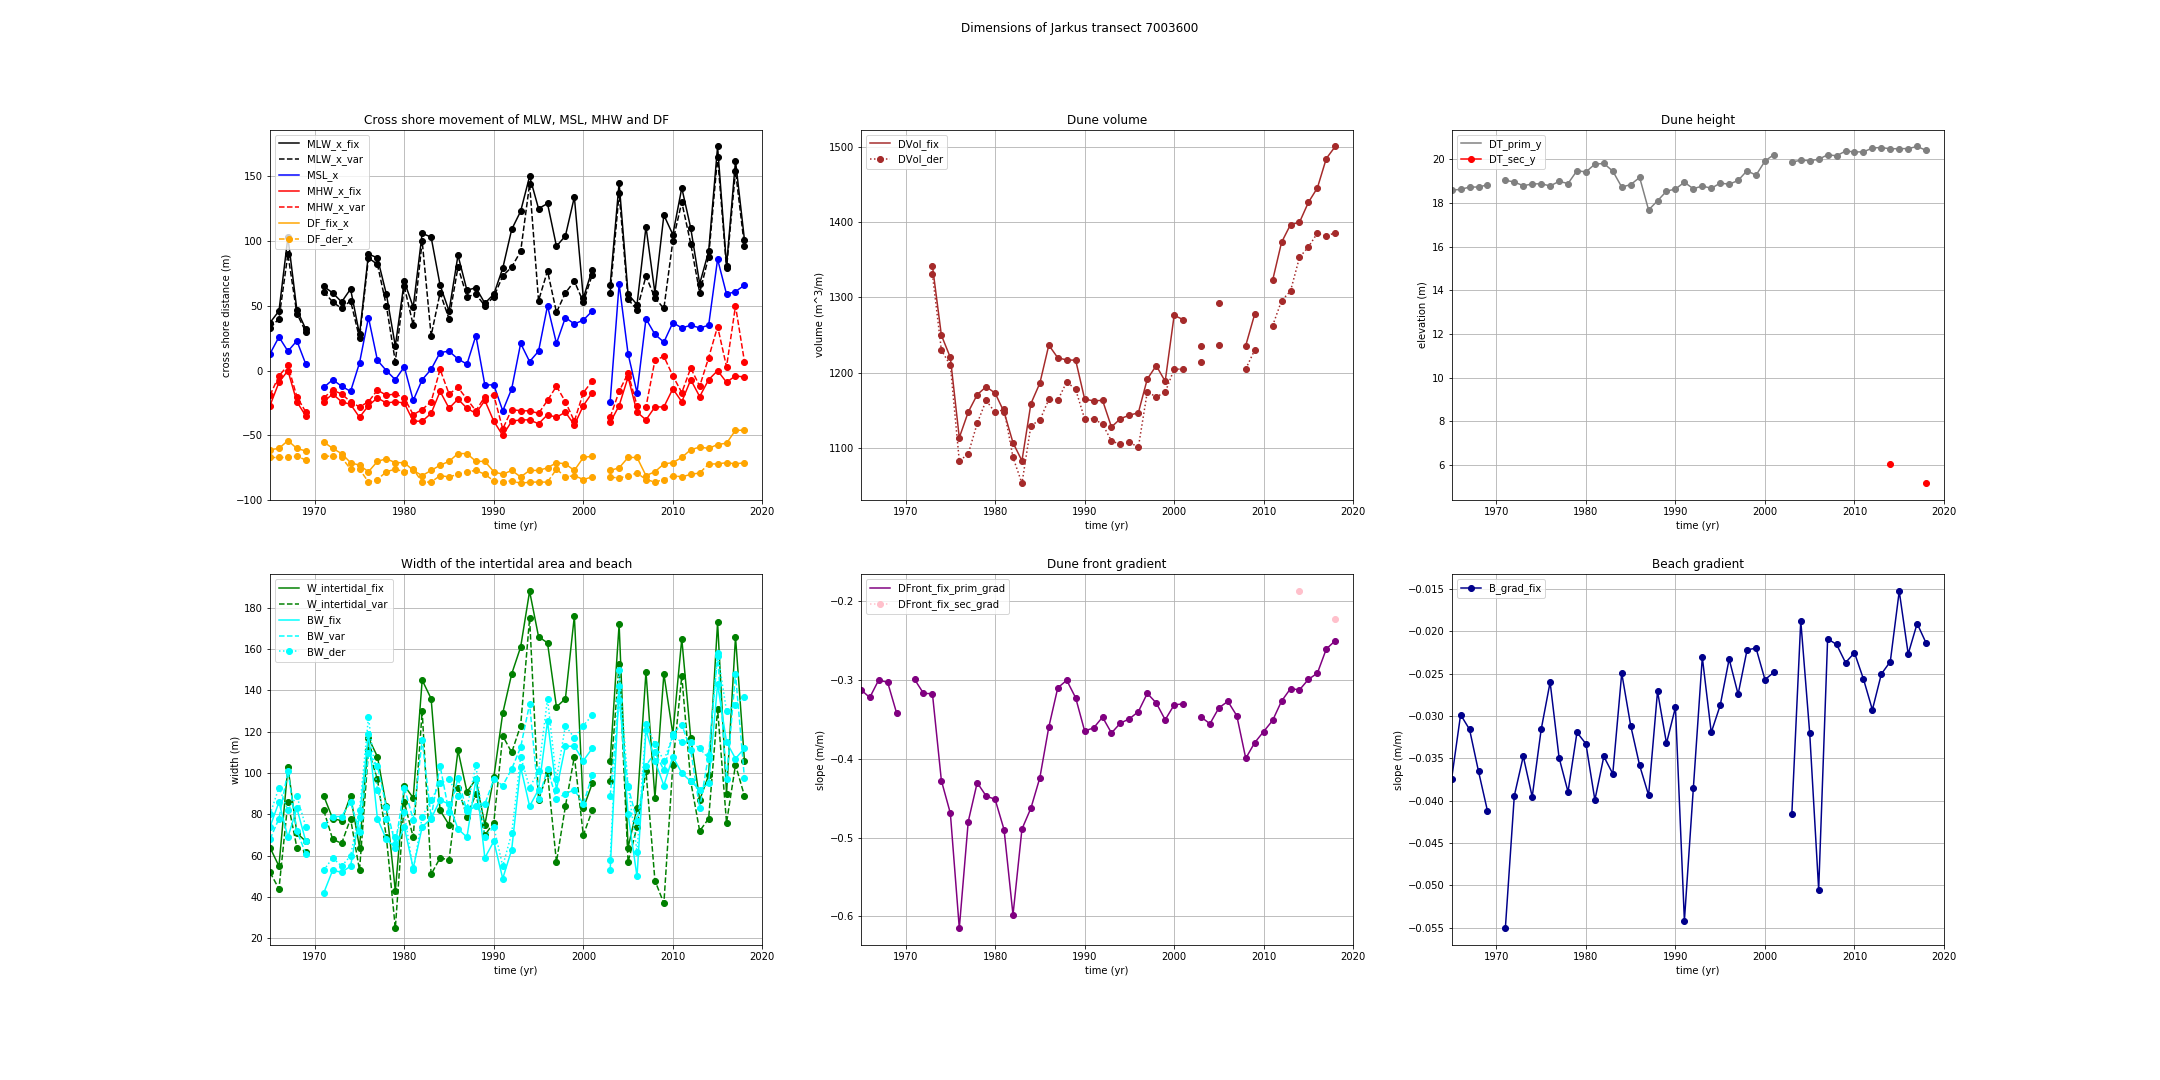 Dimensions of Jarkus transect 7003600
Cross shore movement of MLW, MSL, MHW and DF
MLW_x_fix
MLW_x_var
MSL_x
MHW_x_fix
MHW_x_var
DF_fix_x
DF_der_x
150
100
50
0
−50
−100
cross shore distance (m)
1970 1980 1990 2000 2010 2020
time (yr)
Dune volume
DVol_fix
DVol_der
1500
1400
1300
1200
1100
volume (m^3/m)
1970 1980 1990 2000 2010 2020
time (yr)
Dune height
DT_prim_y
DT_sec_y
20
18
16
14
12
10
8
6
elevation (m)
1970 1980 1990 2000 2010 2020
time (yr)
Width of the intertidal area and beach
W_intertidal_fix
W_intertidal_var
BW_fix
BW_var
BW_der
180
160
140
120
100
80
60
40
20
width (m)
1970 1980 1990 2000 2010 2020
time (yr)
Dune front gradient
DFront_fix_prim_grad
DFront_fix_sec_grad
−0.2
−0.3
−0.4
−0.5
−0.6
slope (m/m)
1970 1980 1990 2000 2010 2020
time (yr)
Beach gradient
B_grad_fix
−0.015
−0.020
−0.025
−0.030
−0.035
−0.040
−0.045
−0.050
−0.055
slope (m/m)
1970 1980 1990 2000 2010 2020
time (yr)